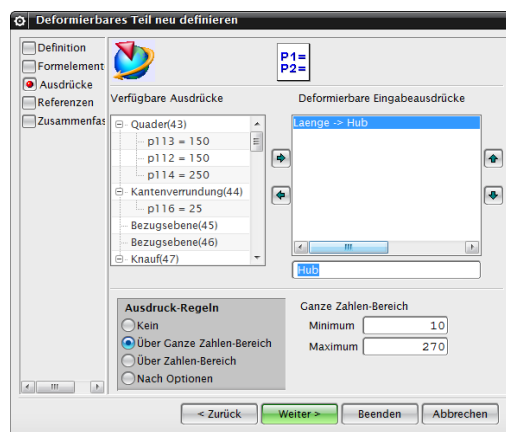 Deformierbares Teil neu definieren
Definition
Formelement
Ausdrücke
Referenzen
Zusammenfas
P1=
P2=
Verfügbare Ausdrücke
Quader(43)
p113 = 150
p112 = 150
p114 = 250
Kantenverrundung(44)
p116 = 25
Bezugsebene(45)
Bezugsebene(46)
Knauf(47)
Deformierbare Eingabeausdrücke
Laenge -> Hub
Hub
Ausdruck-Regeln
Kein
Über Ganze Zahlen-Bereich
Über Zahlen-Bereich
Nach Optionen
Ganze Zahlen-Bereich
Minimum 10
Maximum 270
< Zurück Weiter > Beenden Abbrechen